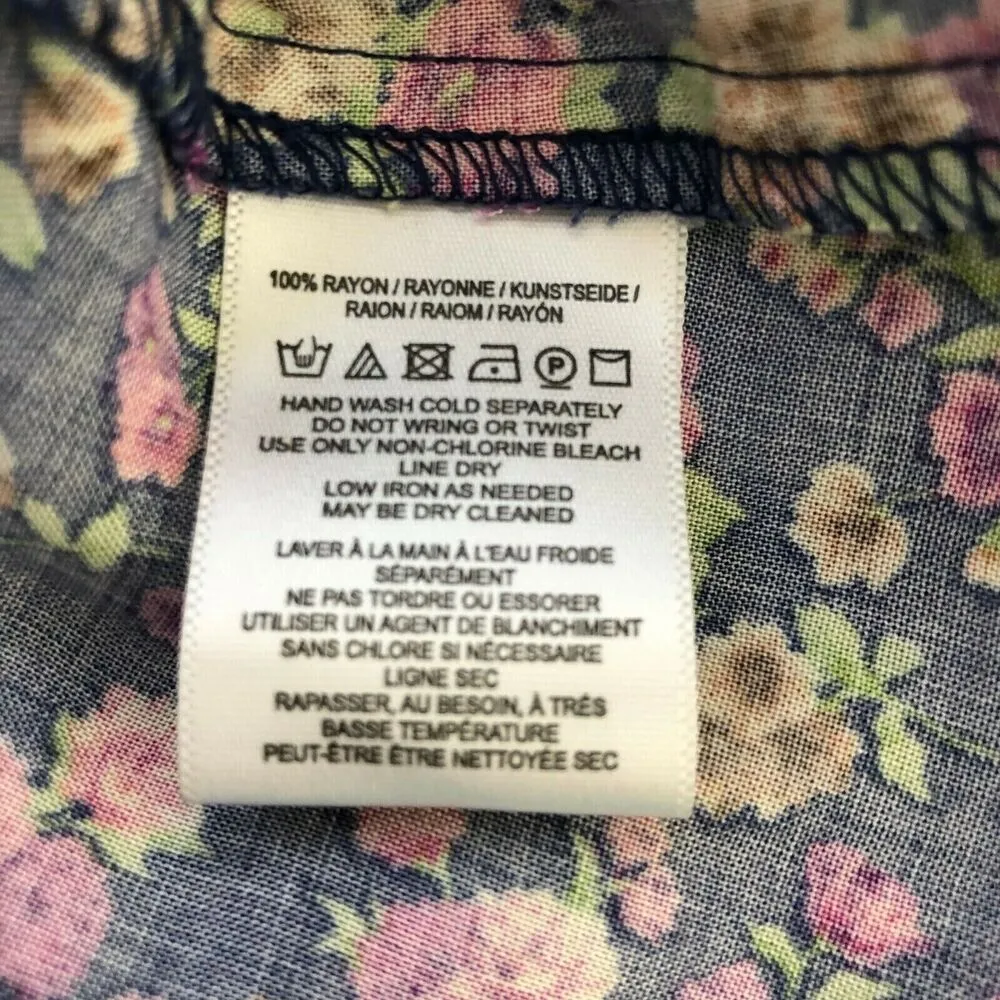 100% RAYON / RAYONNE / KUNSTSEIDE /
RAION / RAIOM / RAYÓN
P
HAND WASH COLD SEPARATELY
DO NOT WRING OR TWIST
USE ONLY NON-CHLORINE BLEACH
LINE DRY
LOW IRON AS NEEDED
MAY BE DRY CLEANED
LAVER À LA MAIN À L'EAU FROIDE
SÉPARÉMENT
NE PAS TORDRE OU ESSORER
UTILISER UN AGENT DE BLANCHIMENT
SANS CHLORE SI NÉCESSAIRE
LIGNE SEC
RAPASSER, AU BESOIN, À TRÉS
BASSE TEMPÉRATURE
PEUT-ÊTRE ÊTRE NETTOYÉE SEC